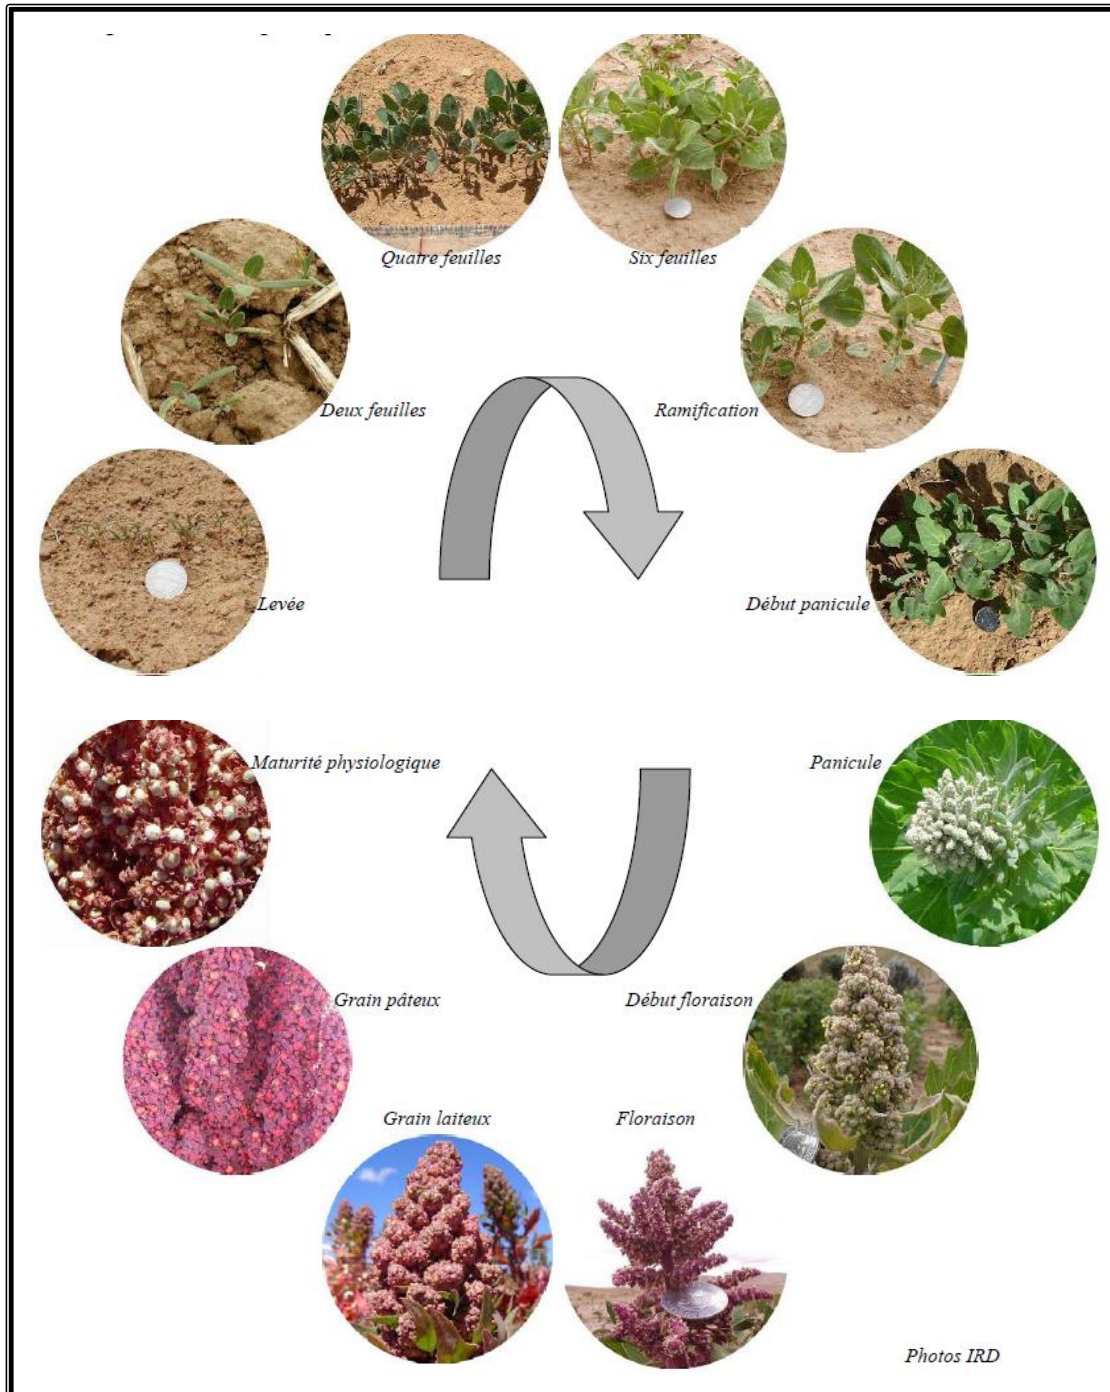 Quatre feuilles
Six feuilles
Deux feuilles
Ramification
Levée
Début panicule
Maturité physiologique
Panicule
Grain pâteux
Début floraison
Grain laiteux
Floraison
Photos IRD